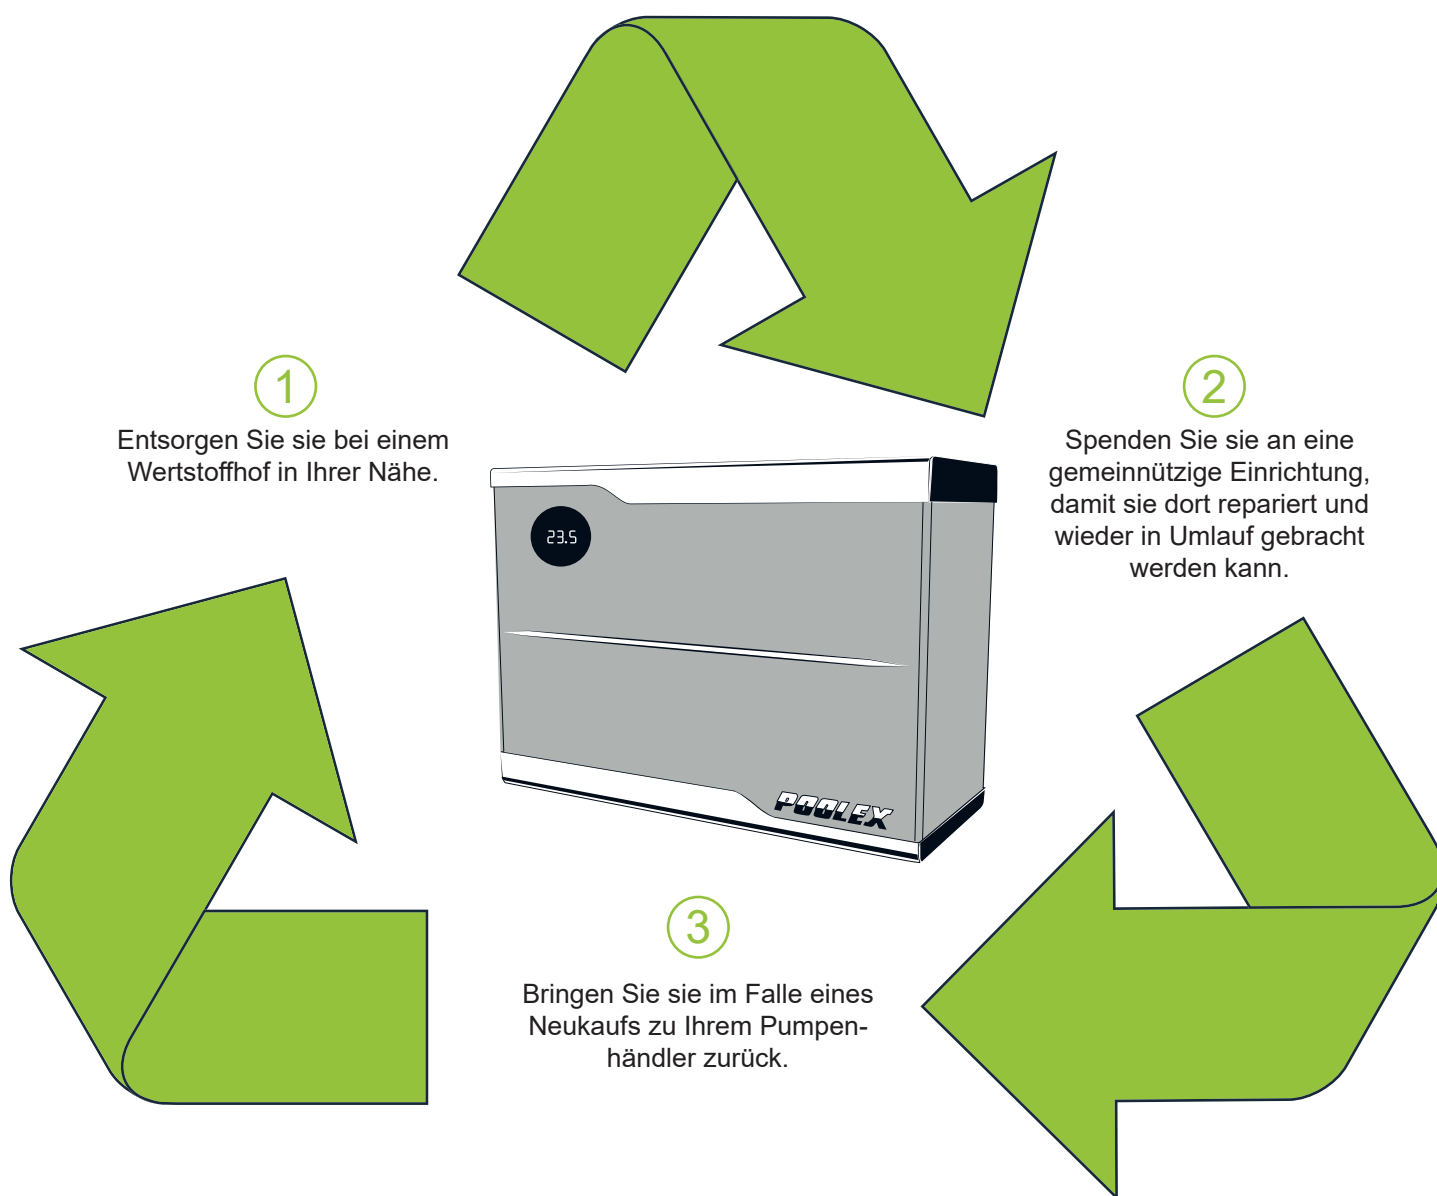 1
Entsorgen Sie sie bei einem
Wertstoffhof in Ihrer Nähe.
2
Spenden Sie sie an eine
gemeinnützige Einrichtung,
damit sie dort repariert und
wieder in Umlauf gebracht
werden kann.
23.5
POOLEX
3
Bringen Sie sie im Falle eines
Neukaufs zu Ihrem Pumpen-
händler zurück.